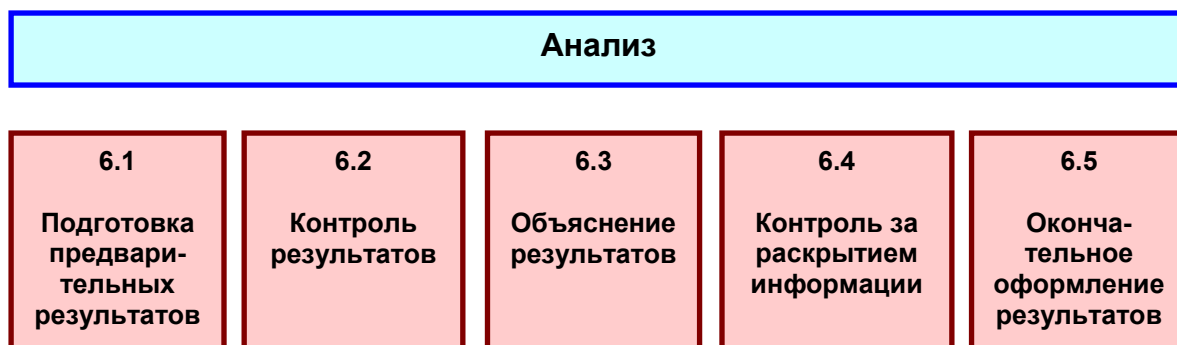 Анализ
6.1
Подготовка
предвари-
тельных
результатов
6.2
Контроль
результатов
6.3
Объяснение
результатов
6.4
Контроль за
раскрытием
информации
6.5
Оконча-
тельное
оформление
результатов